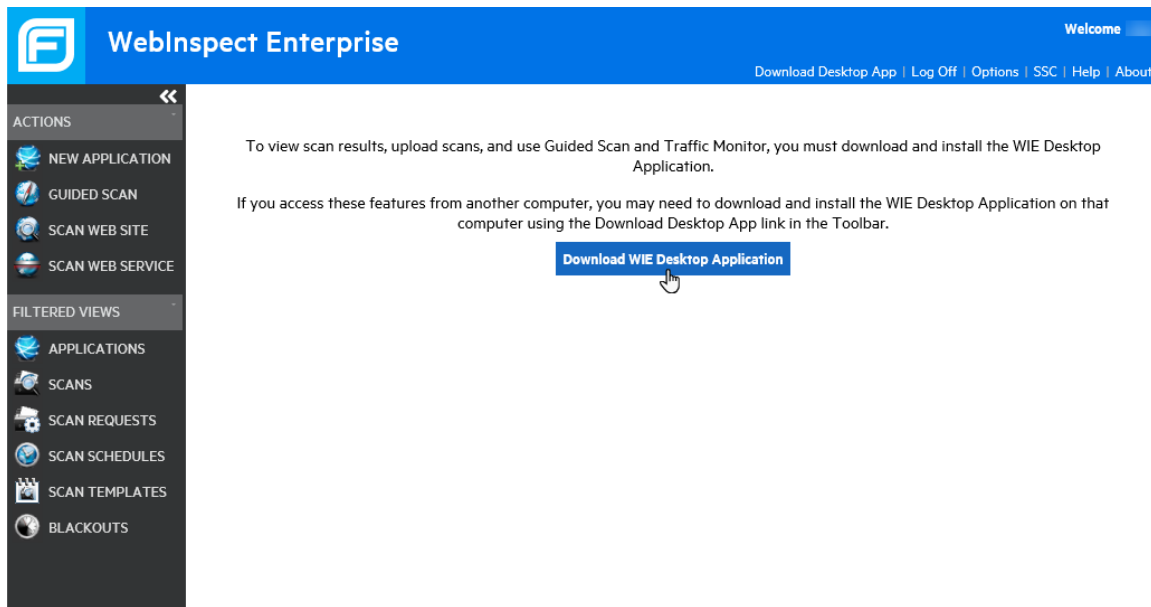 WebInspect Enterprise
Welcome
Download Desktop App | Log Off | Options | SSC | Help | About
ACTIONS
NEW APPLICATION
GUIDED SCAN
SCAN WEB SITE
SCAN WEB SERVICE
FILTERED VIEWS
APPLICATIONS
SCANS
SCAN REQUESTS
SCAN SCHEDULES
SCAN TEMPLATES
BLACKOUTS
To view scan results, upload scans, and use Guided Scan and Traffic Monitor, you must download and install the WIE Desktop
Application.
If you access these features from another computer, you may need to download and install the WIE Desktop Application on that
computer using the Download Desktop App link in the Toolbar.
Download WIE Desktop Application